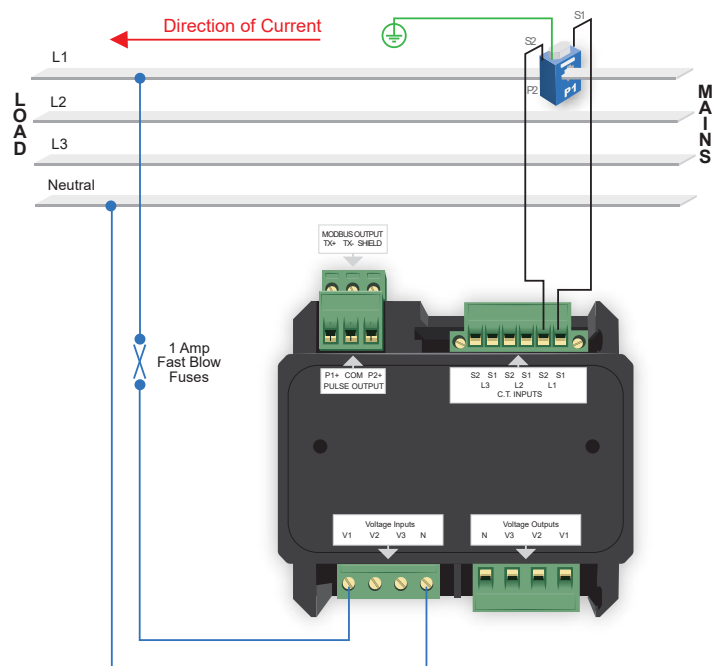 Direction of Current
S2
S1
L1
P2
P1
L2
L3
Neutral
LOAD
MAINS
MODBUS OUTPUT
TX+ TX- SHIELD
1 Amp
Fast Blow
Fuses
P1+ COM P2+
PULSE OUTPUT
S2 S1 S2 S1 S2 S1
L3 L2 L1
C.T. INPUTS
Voltage Inputs
V1 V2 V3 N
Voltage Outputs
N V3 V2 V1